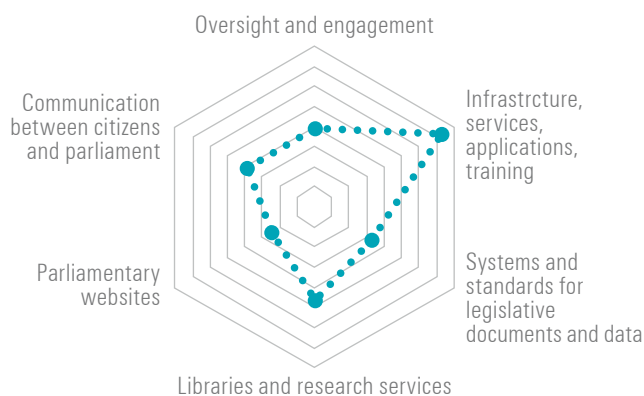 Oversight and engagement
Communication
between citizens
and parliament
Infrastrcture,
services,
applications,
training
Parliamentary
websites
Systems and
standards for
legislative
documents and data
Libraries and research services